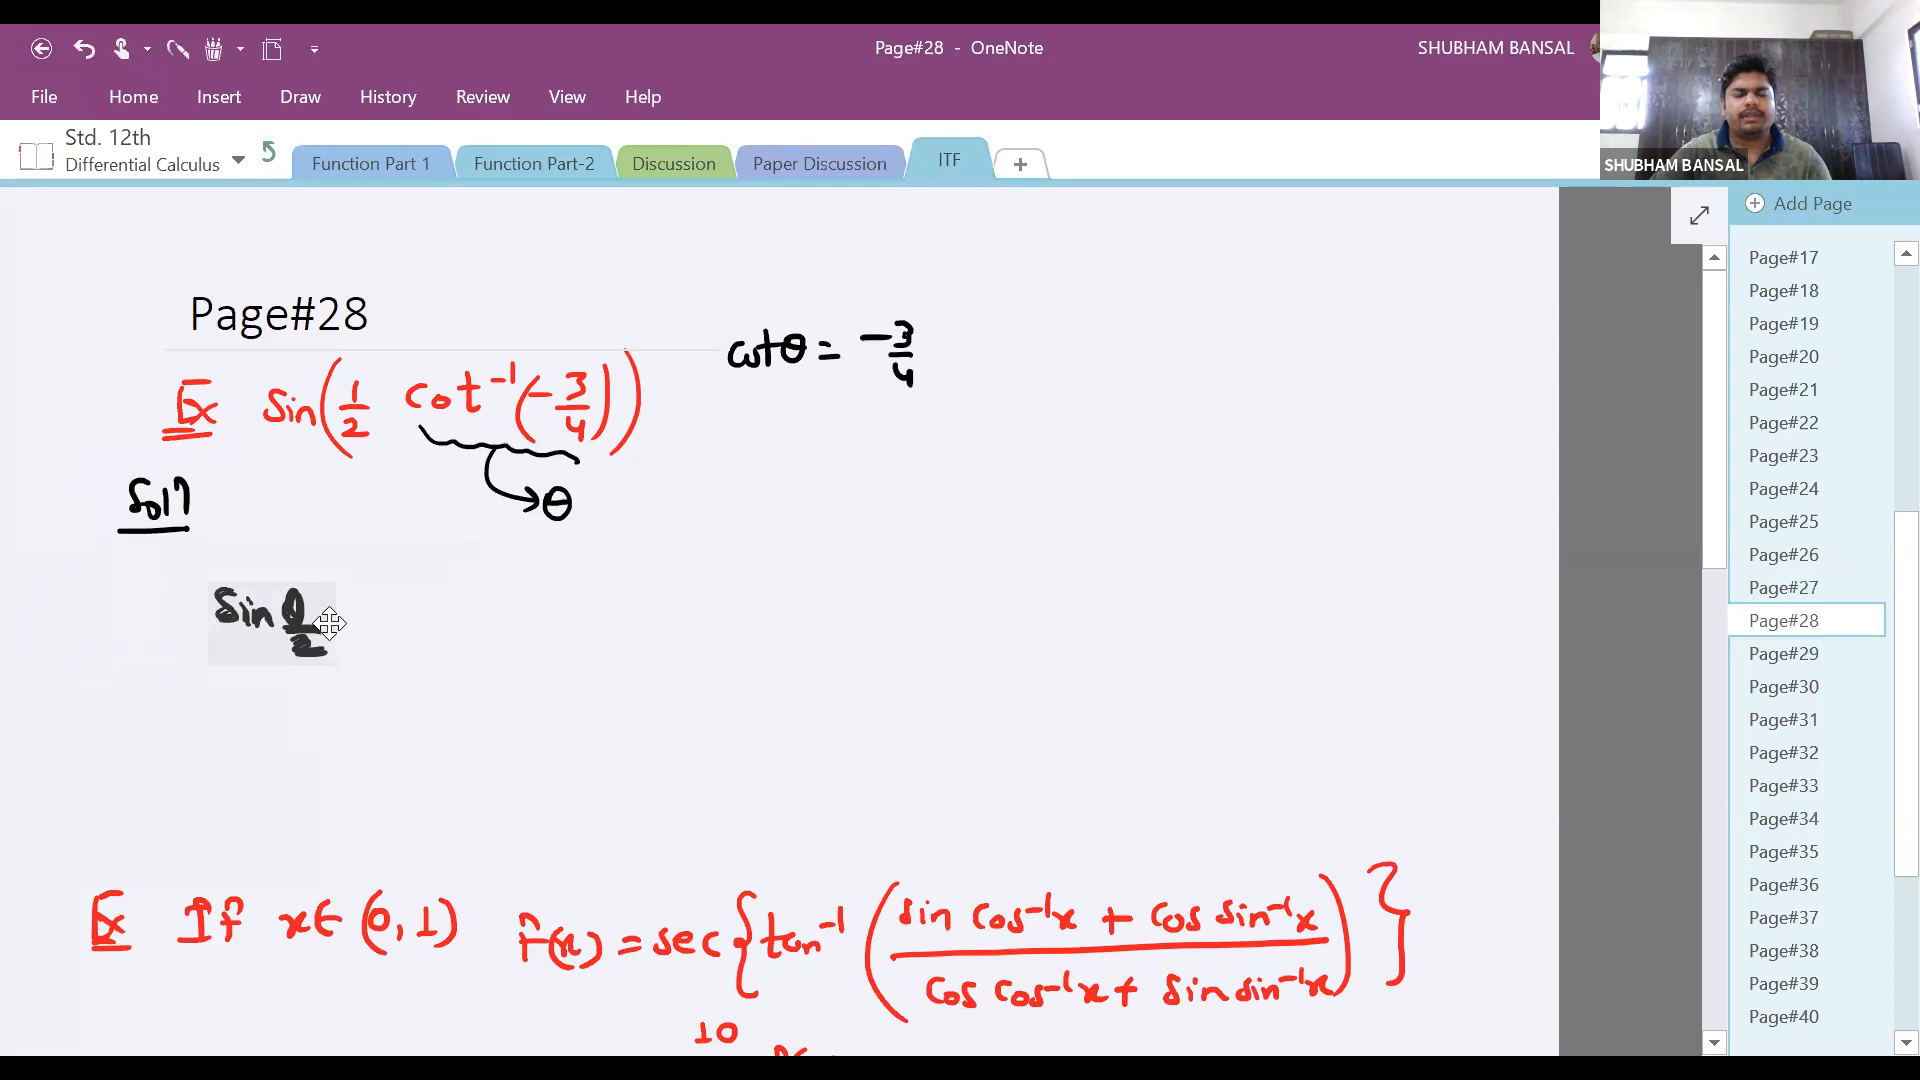 Page#28 - OneNote
SHUBHAM BANSAL
File Home Insert Draw History Review View Help
Std. 12th
Differential Calculus
Function Part 1
Function Part-2
Discussion
Paper Discussion
ITF
SHUBHAM BANSAL
Add Page
Page#17
Page#18
Page#19
Page#20
Page#21
Page#22
Page#23
Page#24
Page#25
Page#26
Page#27
Page#28
Page#29
Page#30
Page#31
Page#32
Page#33
Page#34
Page#35
Page#36
Page#37
Page#38
Page#39
Page#40
Page#28
cotθ = -3/4
Ex sin(1/2 cot⁻¹(-3/4))
θ
Solⁿ
sin θ/2
Ex If x∈(0,1) f(x) = sec{tan⁻¹((sin cos⁻¹x + cos sin⁻¹x)/(cos cos⁻¹x + sin sin⁻¹x))}
10